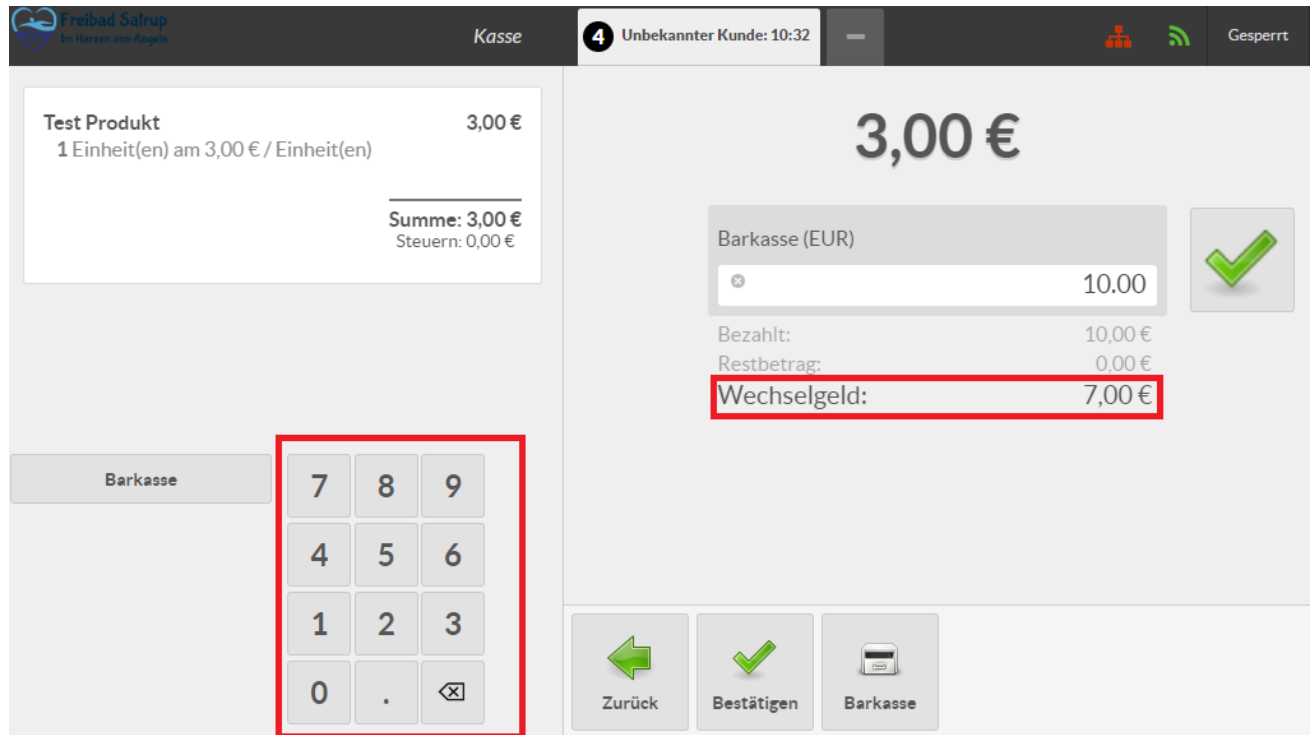 Freibad Satrup
Im Herzen von Angeln
Kasse
4 Unbekannter Kunde: 10:32
Gesperrt
Test Produkt 3,00 €
1 Einheit(en) am 3,00 € / Einheit(en)
Summe: 3,00 €
Steuern: 0,00 €
3,00 €
Barkasse (EUR)
10.00
Bezahlt: 10,00 €
Restbetrag: 0,00 €
Wechselgeld: 7,00 €
Barkasse
7 8 9
4 5 6
1 2 3
0 .
Zurück Bestätigen Barkasse